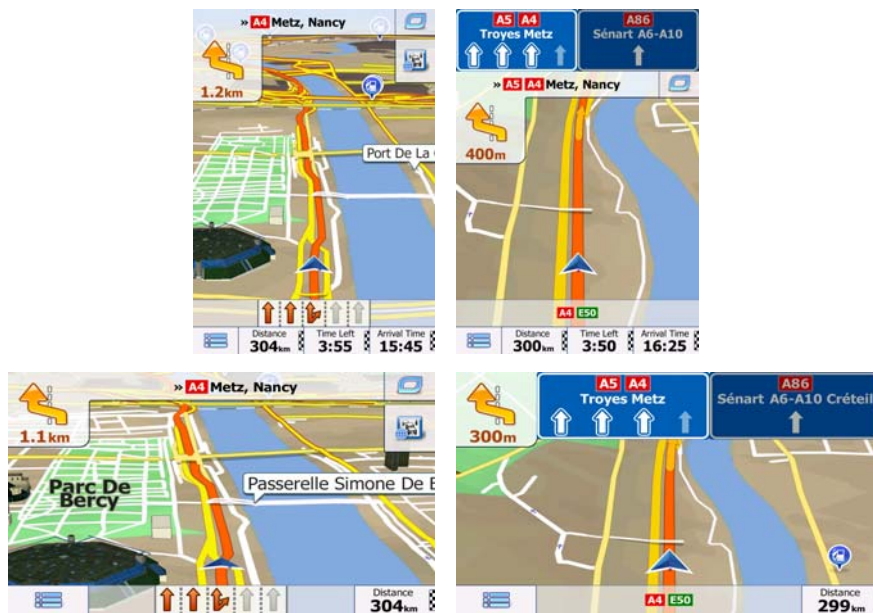 » A4 Metz, Nancy
1.2km
Port De La
Distance
304km
Time Left
3:55
Arrival Time
15:45
A5 A4
Troyes Metz
A86
Sénart A6-A10
» A5 A4 Metz, Nancy
400m
A4 E50
Distance
300km
Time Left
3:50
Arrival Time
16:25
» A4 Metz, Nancy
1.1km
Parc De
Bercy
Passerelle Simone De
Distance
304km
300m
A5 A4
Troyes Metz
A86
Sénart A6-A10 Créteil
A4 E50
Distance
299km